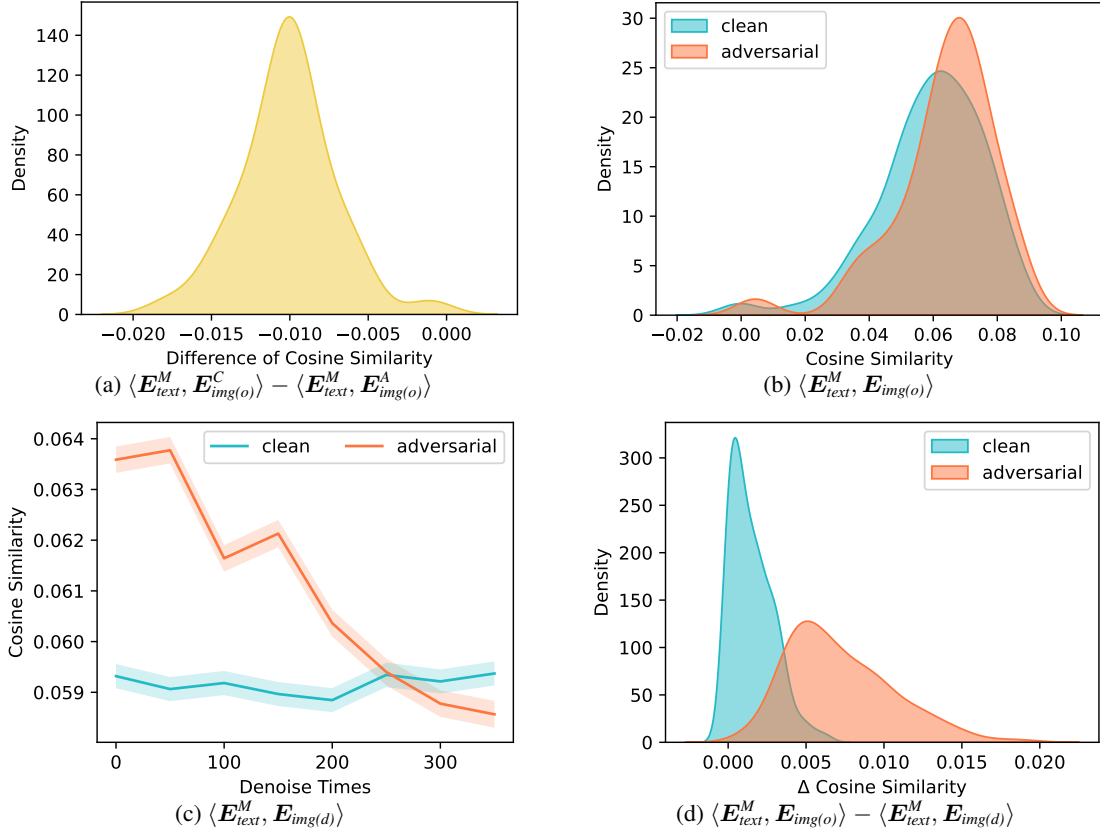 140
120
100
80
60
40
20
0
Density
−0.020 −0.015 −0.010 −0.005 0.000
Difference of Cosine Similarity
(a) ⟨E^M_text, E^C_img(o)⟩ − ⟨E^M_text, E^A_img(o)⟩
30
25
20
15
10
5
0
Density
clean
adversarial
−0.02 0.00 0.02 0.04 0.06 0.08 0.10
Cosine Similarity
(b) ⟨E^M_text, E_img(o)⟩
0.064
0.063
0.062
0.061
0.060
0.059
Cosine Similarity
clean adversarial
0 100 200 300
Denoise Times
(c) ⟨E^M_text, E_img(d)⟩
300
250
200
150
100
50
0
Density
clean
adversarial
0.000 0.005 0.010 0.015 0.020
Δ Cosine Similarity
(d) ⟨E^M_text, E_img(o)⟩ − ⟨E^M_text, E_img(d)⟩